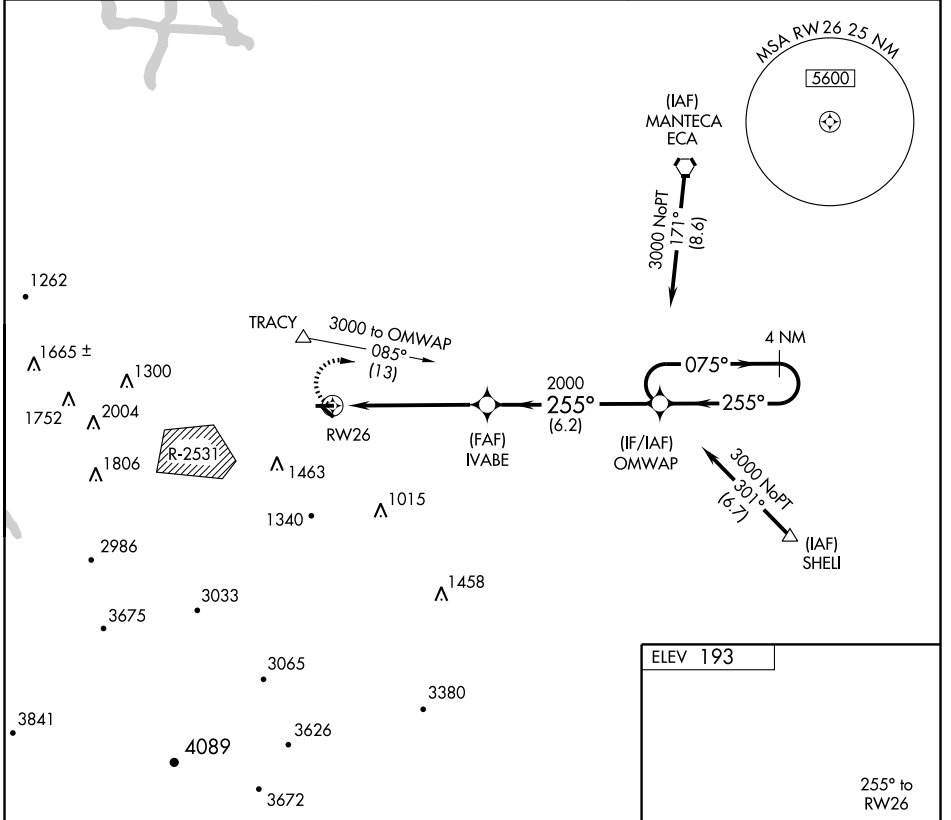 MSA RW26 25 NM
5600
(IAF)
MANTECA
ECA
3000 NoPT
171°
(8.6)
1262
TRACY
3000 to OMWAP
085°
(13)
4 NM
1665 ±
1300
075°
1752
2004
2000
255°
(6.2)
255°
RW26
(FAF)
IVABE
(IF/IAF)
OMWAP
R-2531
1806
1463
3000 NoPT
301°
(6.7)
1015
1340
(IAF)
SHELI
2986
1458
3033
3675
ELEV 193
3065
3380
3841
3626
4089
3672
255° to
RW26